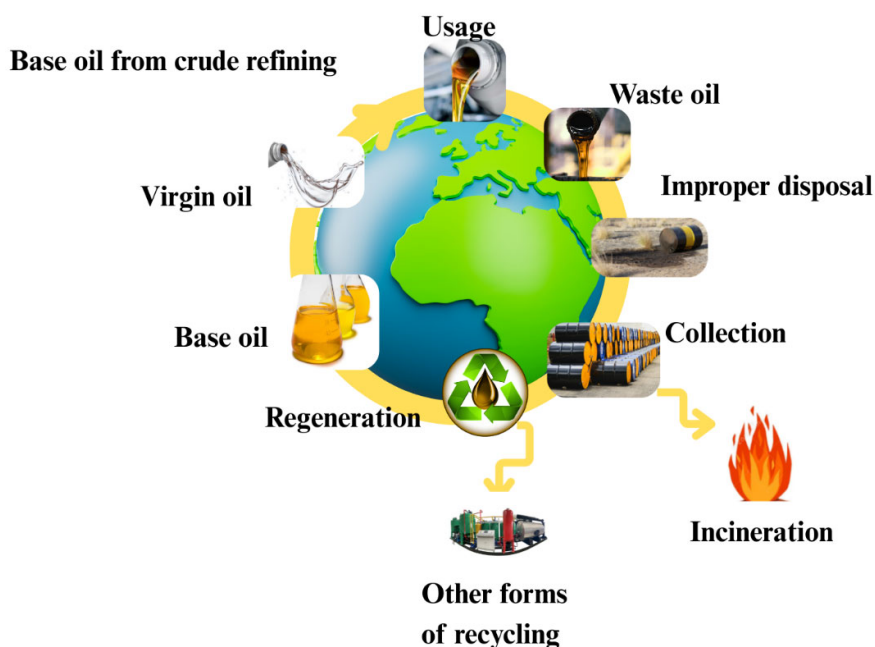 Usage
Base oil from crude refining
Waste oil
Improper disposal
Virgin oil
Base oil
Collection
Regeneration
Incineration
Other forms
of recycling